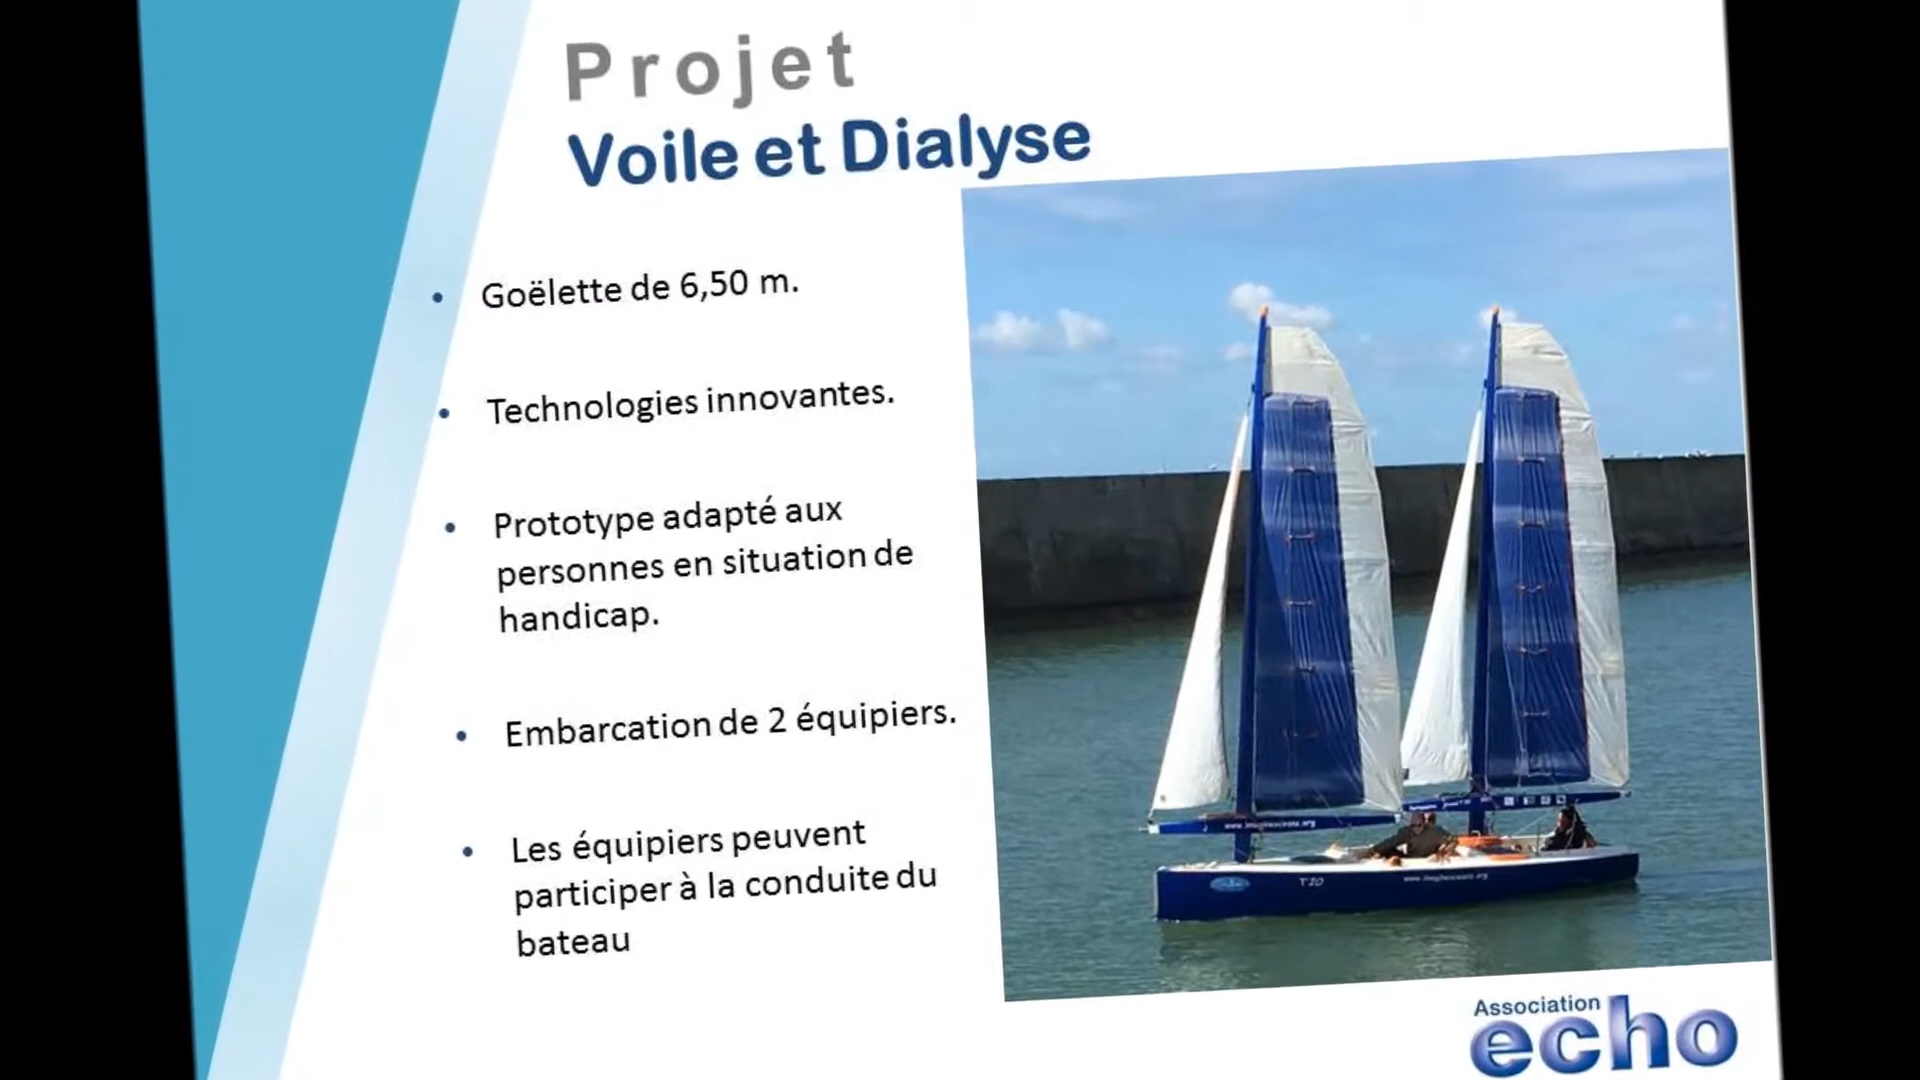 Projet
Voile et Dialyse
• Goëlette de 6,50 m.
• Technologies innovantes.
• Prototype adapté aux
personnes en situation de
handicap.
• Embarcation de 2 équipiers.
• Les équipiers peuvent
participer à la conduite du
bateau
Association
echo